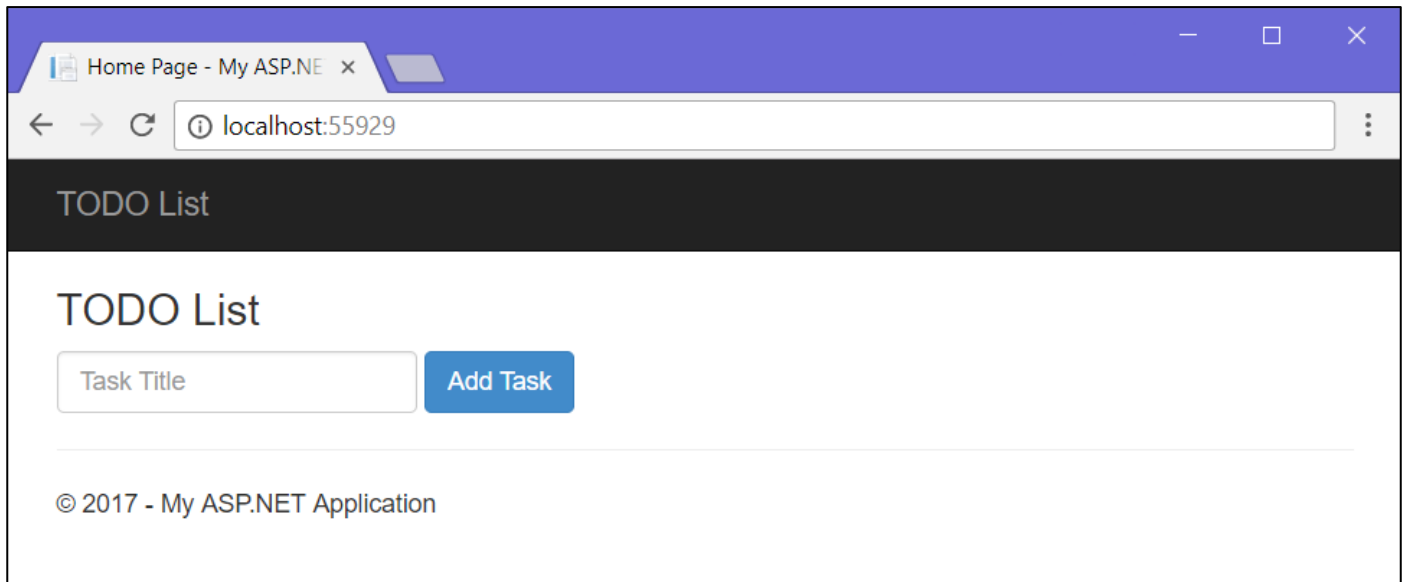 Home Page - My ASP.NE
localhost:55929
TODO List
TODO List
Task Title Add Task
© 2017 - My ASP.NET Application